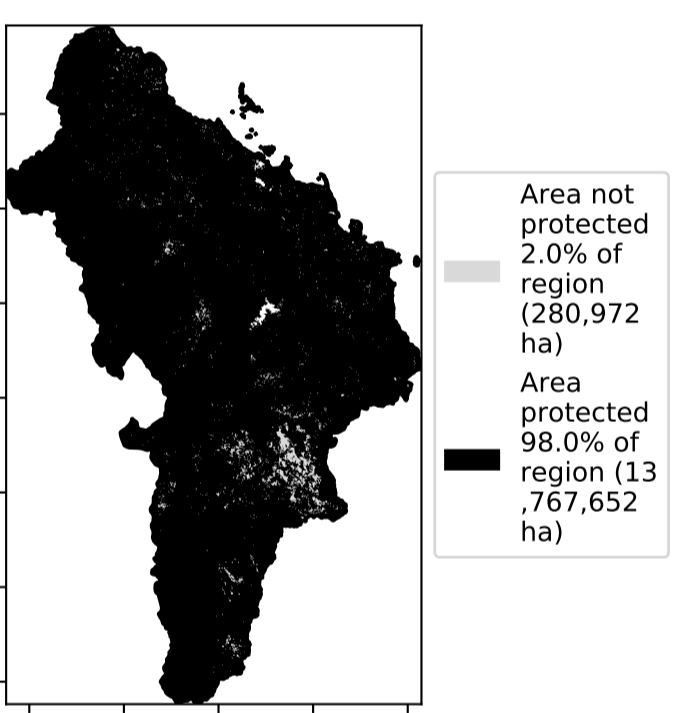 Area not
protected
2.0% of
region
(280,972
ha)
Area
protected
98.0% of
region (13
,767,652
ha)